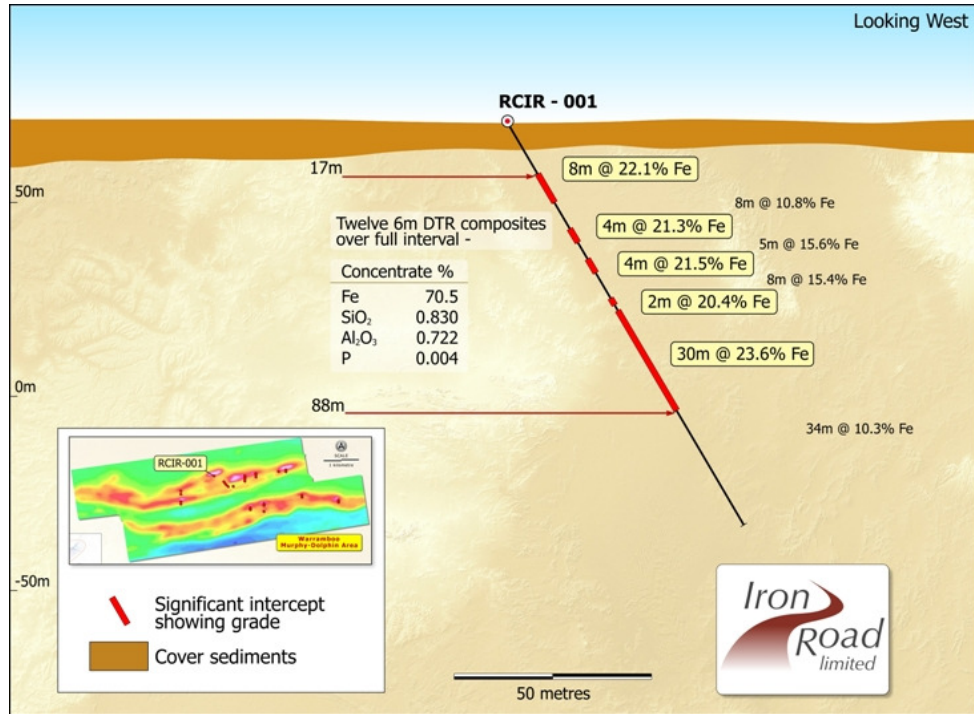 Looking West
RCIR - 001
17m
8m @ 22.1% Fe
50m
8m @ 10.8% Fe
Twelve 6m DTR composites
over full interval -
4m @ 21.3% Fe
5m @ 15.6% Fe
4m @ 21.5% Fe
8m @ 15.4% Fe
2m @ 20.4% Fe
Concentrate %
Fe 70.5
SiO₂ 0.830
Al₂O₃ 0.722
P 0.004
30m @ 23.6% Fe
0m
88m
34m @ 10.3% Fe
RCIR-001
SCALE
1 kilometre
Warramboo
Murphy-Dolphin Area
-50m
Significant intercept
showing grade
Cover sediments
50 metres
Iron
Road
limited